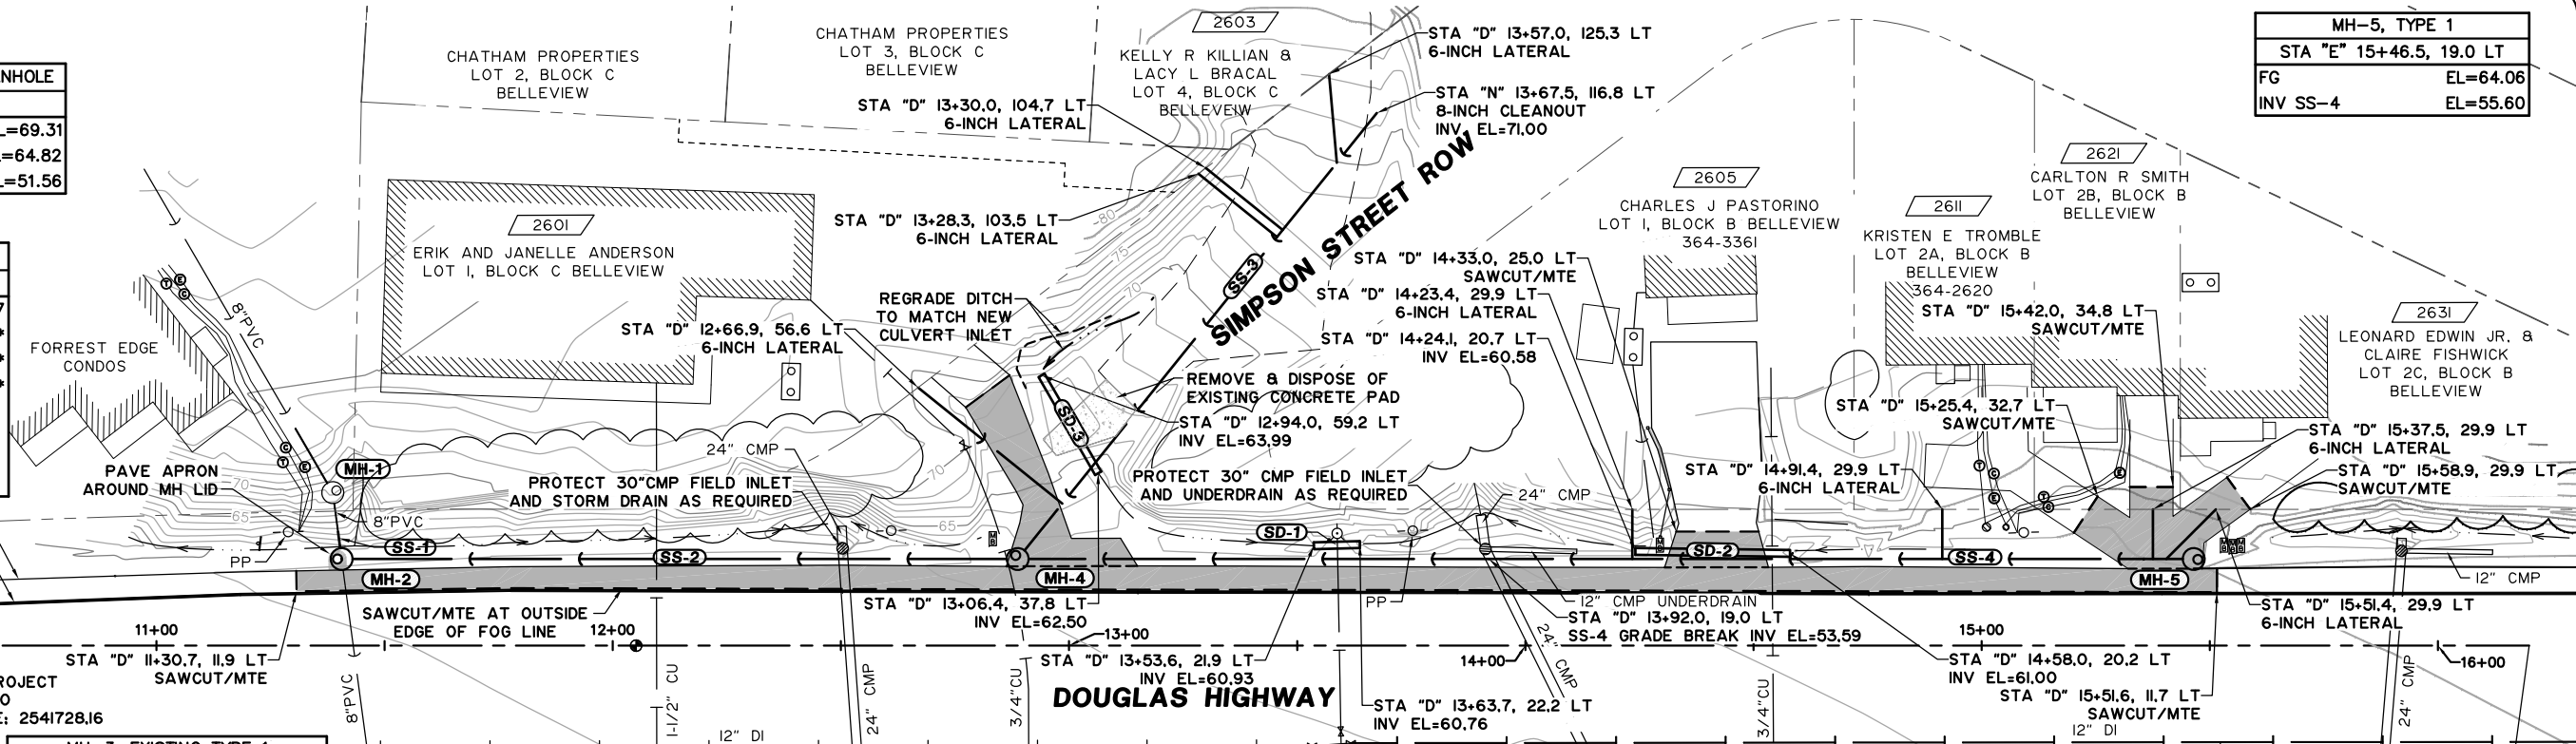 NHOLE
L=69.31
L=64.82
L=51.56
CHATHAM PROPERTIES
LOT 2, BLOCK C
BELLEVIEW
CHATHAM PROPERTIES
LOT 3, BLOCK C
BELLEVIEW
2603
KELLY R KILLIAN &
LACY L BRACAL
LOT 4, BLOCK C
BELLEVEIW
STA "D" 13+57.0, 125.3 LT
6-INCH LATERAL
STA "N" 13+67.5, 116.8 LT
8-INCH CLEANOUT
INV EL=71.00
MH-5, TYPE 1
STA "E" 15+46.5, 19.0 LT
FG EL=64.06
INV SS-4 EL=55.60
STA "D" 13+30.0, 104.7 LT
6-INCH LATERAL
STA "D" 13+28.3, 103.5 LT
6-INCH LATERAL
2601
ERIK AND JANELLE ANDERSON
LOT 1, BLOCK C BELLEVIEW
80
75
70
SS-3
SIMPSON STREET ROW
2605
CHARLES J PASTORINO
LOT 1, BLOCK B BELLEVIEW
364-3361
2611
KRISTEN E TROMBLE
LOT 2A, BLOCK B
BELLEVIEW
364-2620
2621
CARLTON R SMITH
LOT 2B, BLOCK B
BELLEVIEW
2631
LEONARD EDWIN JR. &
CLAIRE FISHWICK
LOT 2C, BLOCK B
BELLEVIEW
STA "D" 14+33.0, 25.0 LT
SAWCUT/MTE
STA "D" 14+23.4, 29.9 LT
6-INCH LATERAL
STA "D" 14+24.1, 20.7 LT
INV EL=60.58
STA "D" 15+42.0, 34.8 LT
SAWCUT/MTE
STA "D" 15+25.4, 32.7 LT
SAWCUT/MTE
STA "D" 14+91.4, 29.9 LT
6-INCH LATERAL
STA "D" 15+37.5, 29.9 LT
6-INCH LATERAL
STA "D" 15+58.9, 29.9 LT
SAWCUT/MTE
FORREST EDGE
CONDOS
8"PVC
T
E
C
REGRADE DITCH
TO MATCH NEW
CULVERT INLET
STA "D" 12+66.9, 56.6 LT
6-INCH LATERAL
REMOVE & DISPOSE OF
EXISTING CONCRETE PAD
SD-3
STA "D" 12+94.0, 59.2 LT
INV EL=63.99
PAVE APRON
AROUND MH LID
MH-1
24" CMP
PROTECT 30"CMP FIELD INLET
AND STORM DRAIN AS REQUIRED
PROTECT 30" CMP FIELD INLET
AND UNDERDRAIN AS REQUIRED
24" CMP
70
65
70
65
8"PVC
PP
SS-1
SS-2
SD-1
SD-2
SS-4
MH-2
MH-4
MH-5
12" CMP
SAWCUT/MTE AT OUTSIDE
EDGE OF FOG LINE
STA "D" 13+06.4, 37.8 LT
INV EL=62.50
PP
12" CMP UNDERDRAIN
STA "D" 13+92.0, 19.0 LT
SS-4 GRADE BREAK INV EL=53.59
STA "D" 15+51.4, 29.9 LT
6-INCH LATERAL
11+00
12+00
13+00
14+00
15+00
16+00
STA "D" 11+30.7, 11.9 LT
SAWCUT/MTE
STA "D" 13+53.6, 21.9 LT
INV EL=60.93
STA "D" 14+58.0, 20.2 LT
INV EL=61.00
STA "D" 15+51.6, 11.7 LT
SAWCUT/MTE
ROJECT
0
E: 2541728.16
DOUGLAS HIGHWAY
STA "D" 13+63.7, 22.2 LT
INV EL=60.76
8"PVC
1-1/2" CU
24" CMP
3/4"CU
24" CMP
3/4"CU
24" CMP
12" DI
12" DI
MH-3, EXISTING TYPE 1